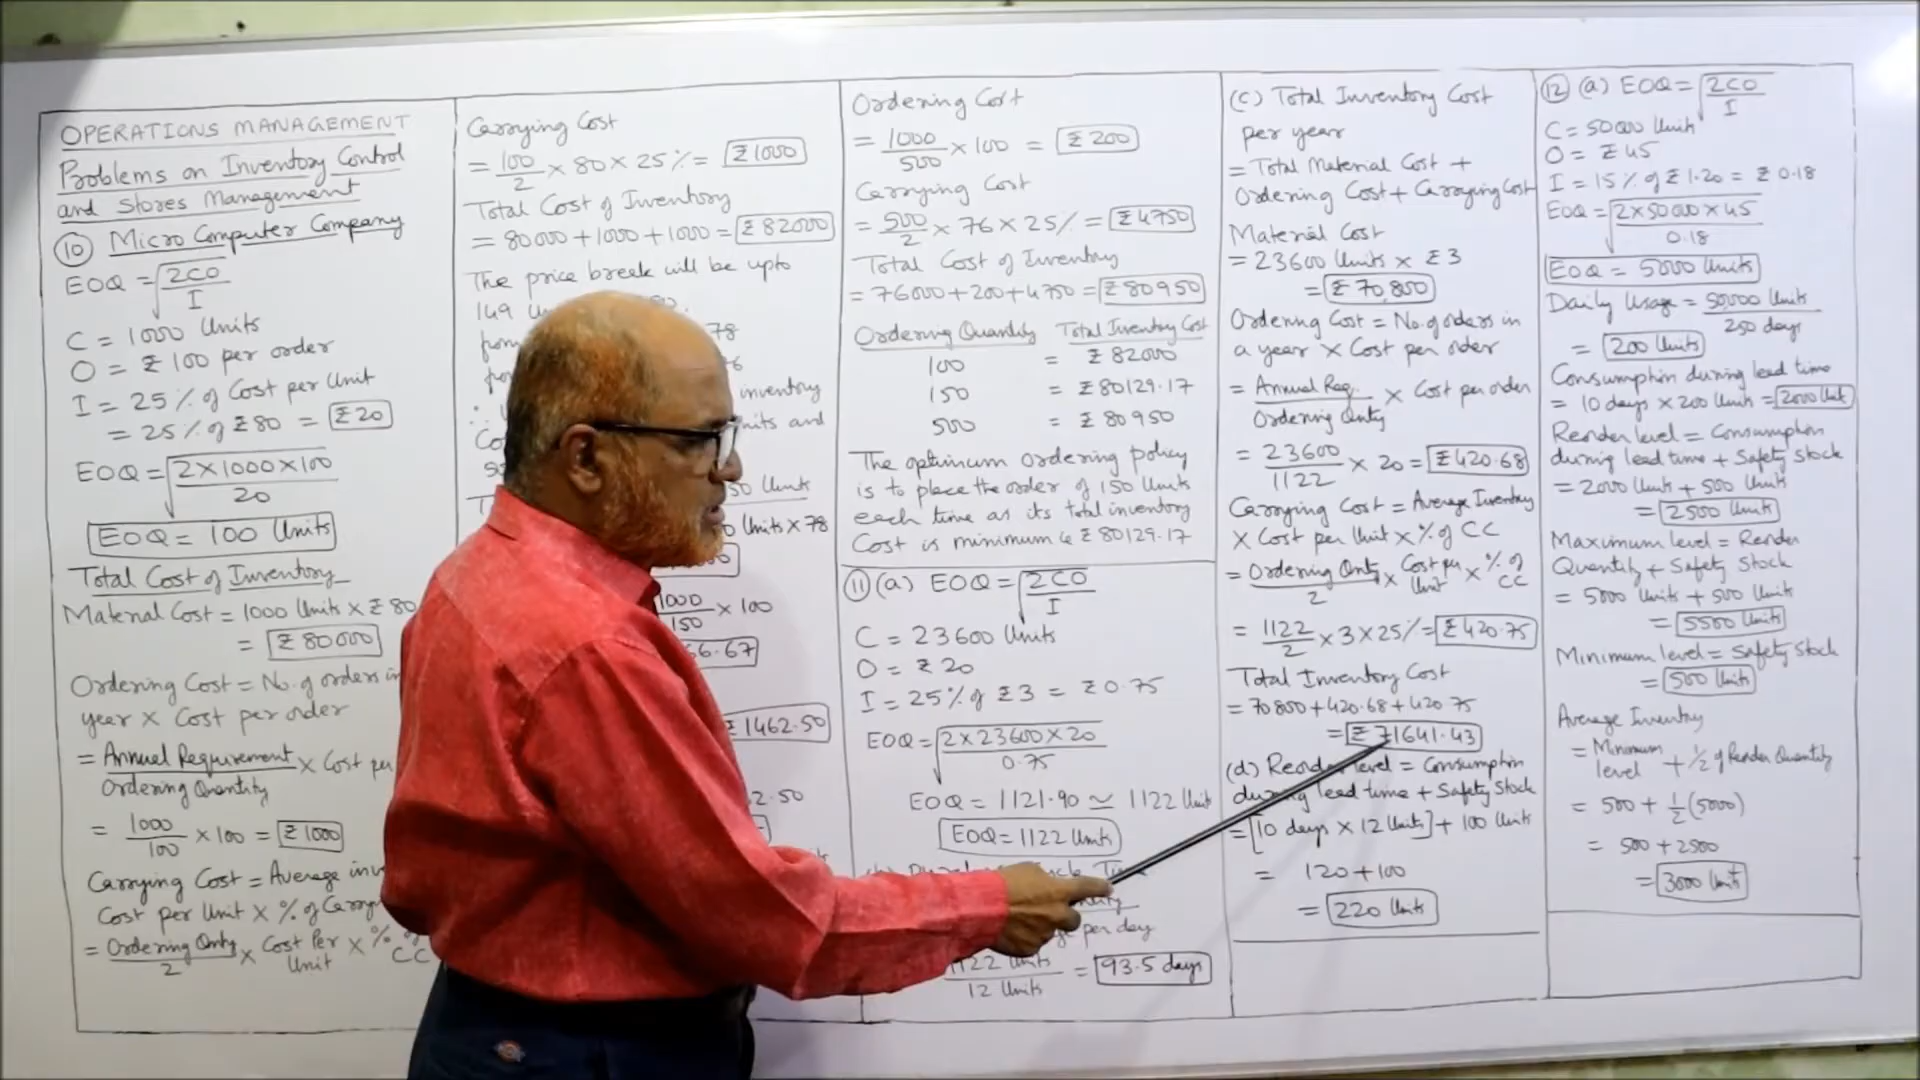 OPERATIONS MANAGEMENT
Problems on Inventory Control
and Stores Management
(10) Micro Computer Company
EOQ = √2CO/I
C = 1000 Units
O = ₹ 100 per order
I = 25% of Cost per Unit
= 25% of ₹ 80 = ₹ 20
EOQ = √2×1000×100/20
EOQ = 100 Units
Total Cost of Inventory
Material Cost = 1000 Units × ₹ 80
= ₹ 80000
Ordering Cost = No. of orders in
year × Cost per order
= Annual Requirement/Ordering Quantity × Cost per
= 1000/100 × 100 = ₹ 1000
Carrying Cost = Average inv
Cost per Unit × % of Carry
= Ordering Qnty/2 × Cost Per Unit × % of CC
Carrying Cost
= 100/2 × 80 × 25% = ₹ 1000
Total Cost of Inventory
= 80000 + 1000 + 1000 = ₹ 82000
The price break will be upto
149
78
inventory
and
Units
Units × 78
1000/150 × 100
66.67
₹ 1462.50
2.50
Ordering Cost
= 1000/500 × 100 = ₹ 200
Carrying Cost
= 500/2 × 76 × 25% = ₹ 4750
Total Cost of Inventory
= 76000 + 200 + 4750 = ₹ 80950
Ordering Quantity Total Inventory Cost
100 = ₹ 82000
150 = ₹ 80129.17
500 = ₹ 80950
The optimum ordering policy
is to place the order of 150 Units
each time as its total inventory
Cost is minimum ie ₹ 80129.17
(11) (a) EOQ = √2CO/I
C = 23600 Units
O = ₹ 20
I = 25% of ₹ 3 = ₹ 0.75
EOQ = √2×23600×20/0.75
EOQ = 1121.90 ≃ 1122 Unit
EOQ = 1122 Units
per day
1122 Units/12 Units = 93.5 days
(c) Total Inventory Cost
per year
= Total Material Cost +
Ordering Cost + Carrying Cost
Material Cost
= 23600 Units × ₹ 3
= ₹ 70,800
Ordering Cost = No. of orders in
a year × Cost per order
= Annual Req./Ordering Qnty × Cost per order
= 23600/1122 × 20 = ₹ 420.68
Carrying Cost = Average Inventory
× Cost per Unit × % of CC
= Ordering Qnty/2 × Cost per Unit × % of CC
= 1122/2 × 3 × 25% = ₹ 420.75
Total Inventory Cost
= 70800 + 420.68 + 420.75
= ₹ 71641.43
(d) Reorder level = Consumption
during lead time + Safety Stock
= [10 days × 12 Units] + 100 Units
= 120 + 100
= 220 Units
(12) (a) EOQ = √2CO/I
C = 50000 Units
O = ₹ 45
I = 15% of ₹ 1.20 = ₹ 0.18
EOQ = √2×50000×45/0.18
EOQ = 5000 Units
Daily Usage = 50,000 Units/250 days
= 200 Units
Consumption during lead time
= 10 days × 200 Units = 2000 Unit
Reorder level = Consumption
during lead time + Safety Stock
= 2000 Units + 500 Units
= 2500 Units
Maximum level = Reorder
Quantity + Safety Stock
= 5000 Units + 500 Units
= 5500 Units
Minimum level = Safety Stock
= 500 Units
Average Inventory
= Minimum level + 1/2 of Reorder Quantity
= 500 + 1/2 (5000)
= 500 + 2500
= 3000 Units